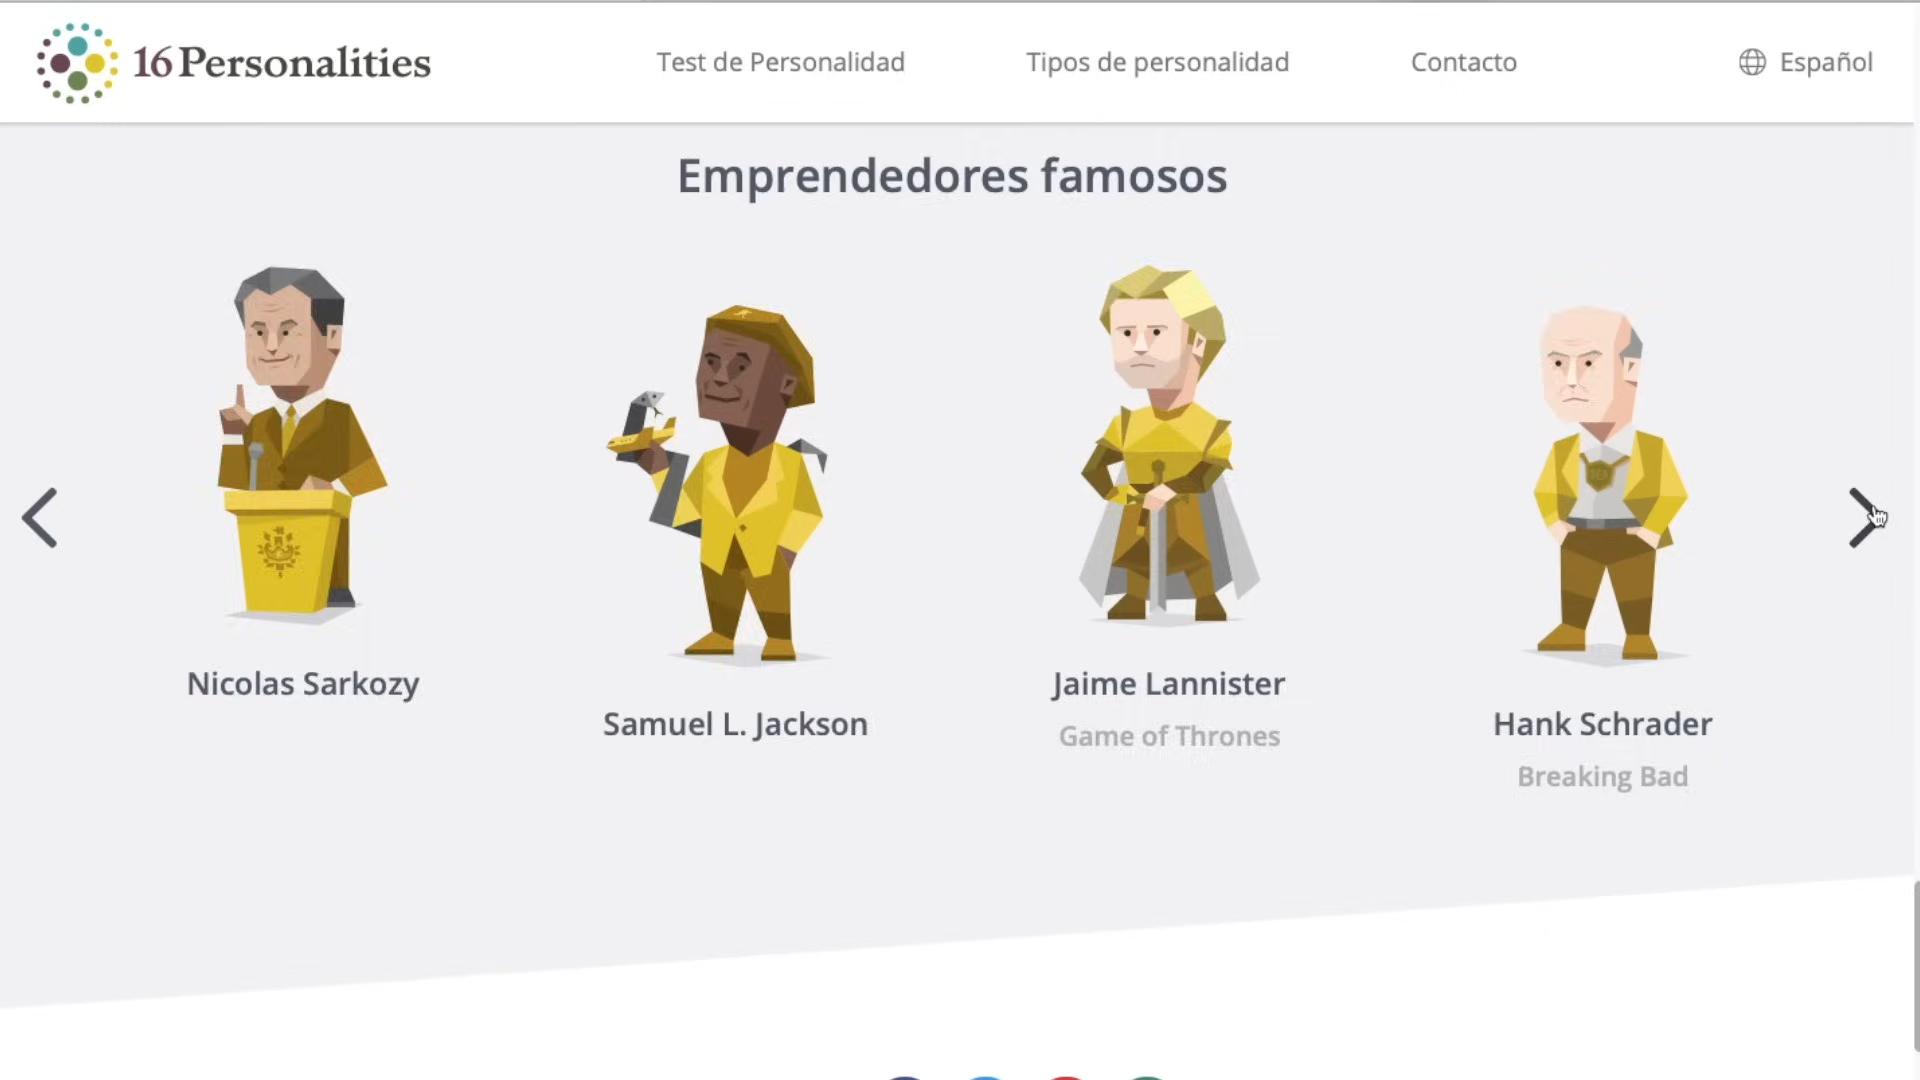 16Personalities
Test de Personalidad
Tipos de personalidad
Contacto
Español
Emprendedores famosos
Nicolas Sarkozy
Samuel L. Jackson
Jaime Lannister
Game of Thrones
Hank Schrader
Breaking Bad